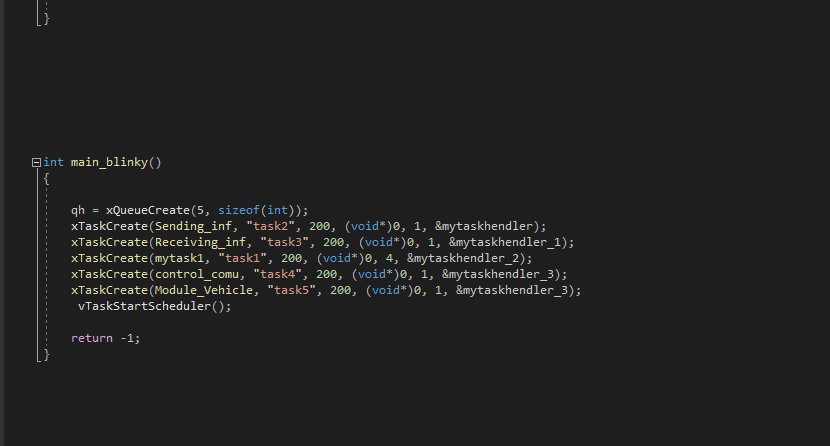 }
int main_blinky()
{
qh = xQueueCreate(5, sizeof(int));
xTaskCreate(Sending_inf, "task2", 200, (void*)0, 1, &mytaskhendler);
xTaskCreate(Receiving_inf, "task3", 200, (void*)0, 1, &mytaskhendler_1);
xTaskCreate(mytask1, "task1", 200, (void*)0, 4, &mytaskhendler_2);
xTaskCreate(control_comu, "task4", 200, (void*)0, 1, &mytaskhendler_3);
xTaskCreate(Module_Vehicle, "task5", 200, (void*)0, 1, &mytaskhendler_3);
vTaskStartScheduler();
return -1;
}